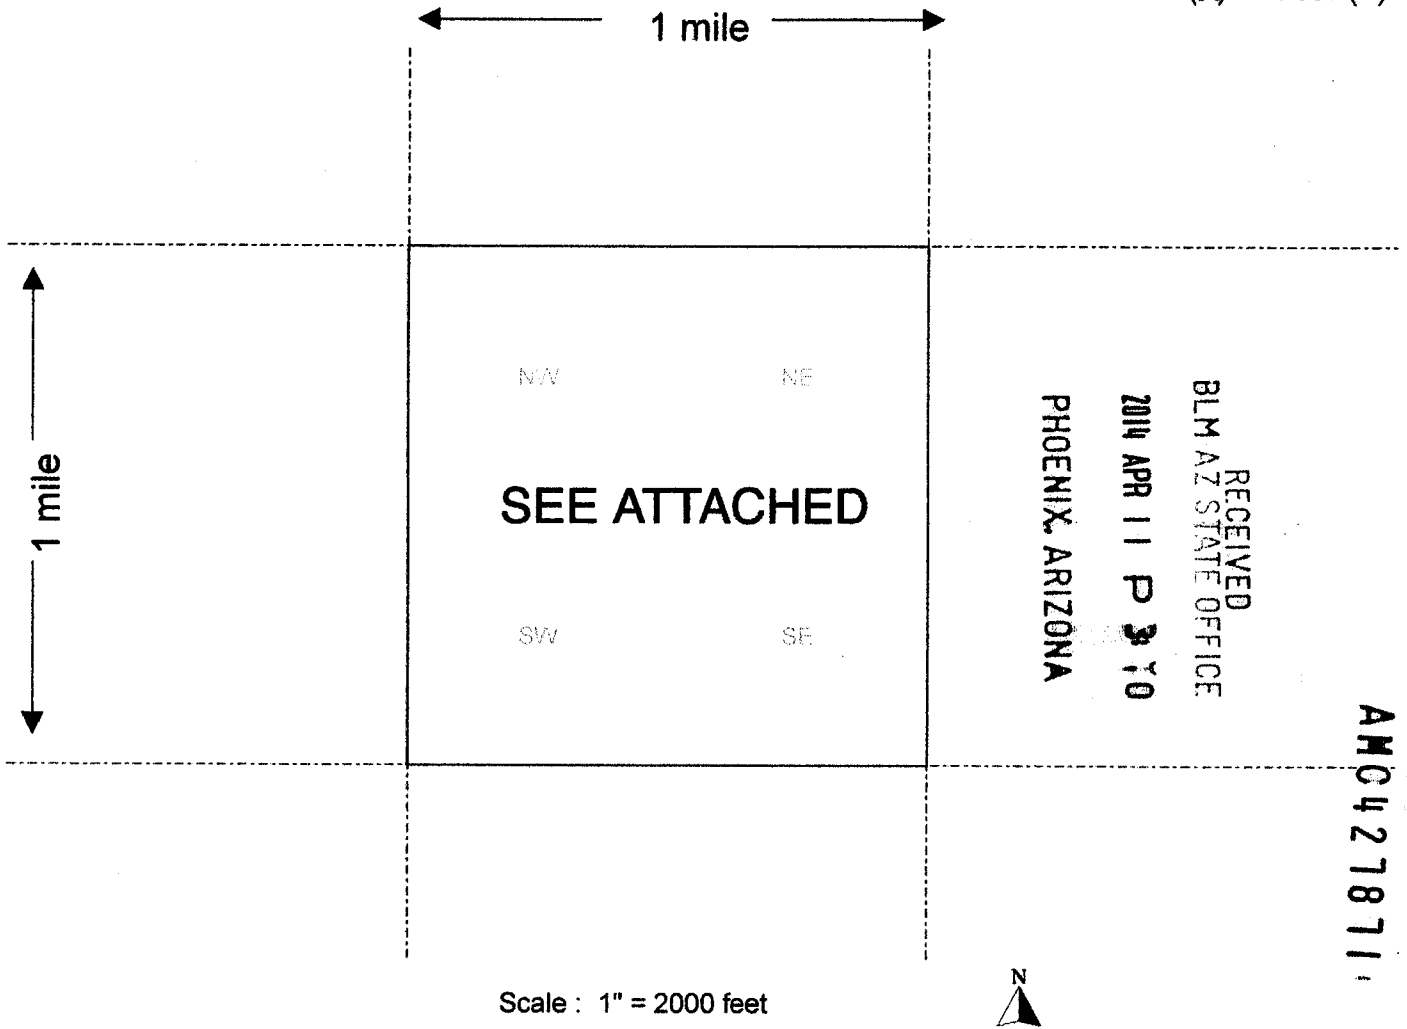 1 mile
1 mile
NW NE
SEE ATTACHED
SW SE
RECEIVED
BLM AZ STATE OFFICE
2014 APR 11 P 3
PHOENIX, ARIZONA
AMC427871
Scale : 1" = 2000 feet
N